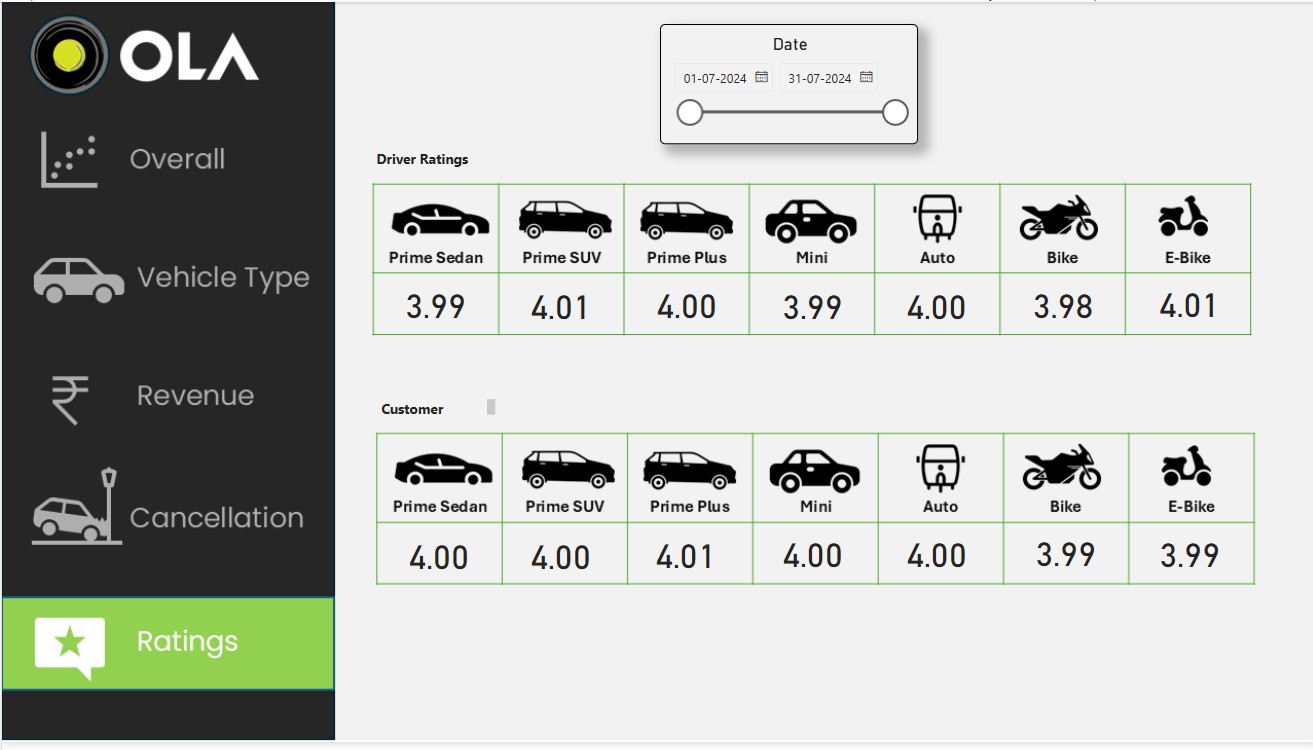 OLA
Overall
Vehicle Type
Revenue
Cancellation
Ratings
Date
01-07-2024 31-07-2024
Driver Ratings
Prime Sedan Prime SUV Prime Plus Mini Auto Bike E-Bike
3.99 4.01 4.00 3.99 4.00 3.98 4.01
Customer
Prime Sedan Prime SUV Prime Plus Mini Auto Bike E-Bike
4.00 4.00 4.01 4.00 4.00 3.99 3.99